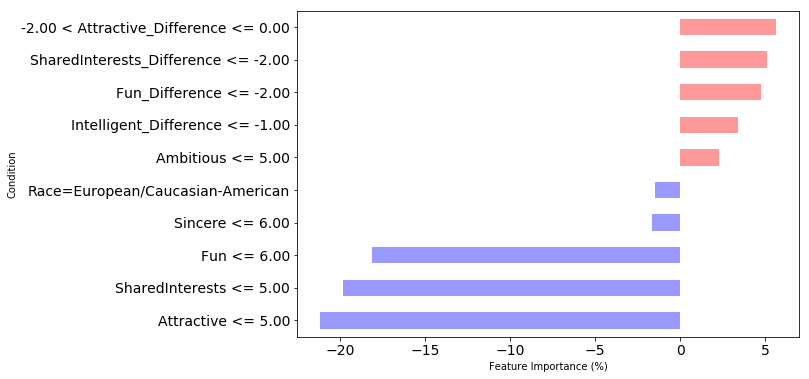 -2.00 < Attractive_Difference <= 0.00
SharedInterests_Difference <= -2.00
Fun_Difference <= -2.00
Intelligent_Difference <= -1.00
Ambitious <= 5.00
Race=European/Caucasian-American
Sincere <= 6.00
Fun <= 6.00
SharedInterests <= 5.00
Attractive <= 5.00
Condition
−20 −15 −10 −5 0 5
Feature Importance (%)